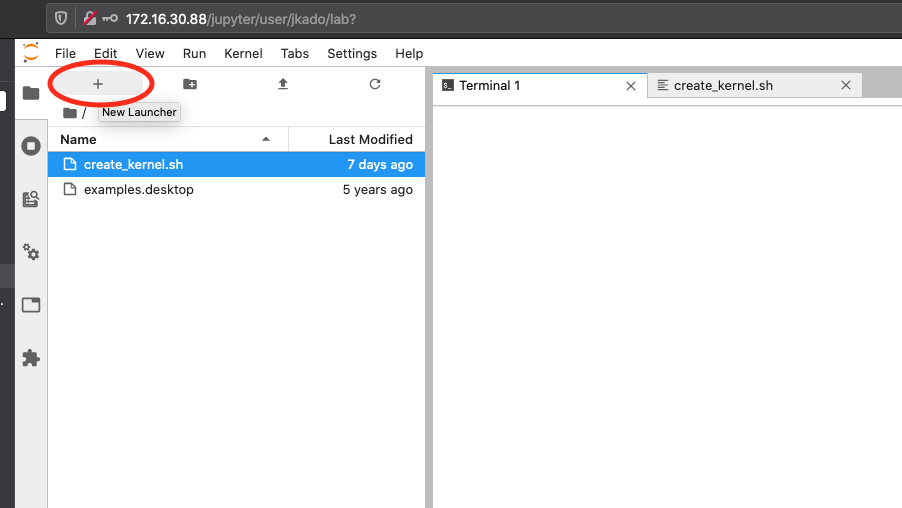 172.16.30.88/jupyter/user/jkado/lab?
File Edit View Run Kernel Tabs Settings Help
Terminal 1
create_kernel.sh
/
New Launcher
Name Last Modified
create_kernel.sh 7 days ago
examples.desktop 5 years ago